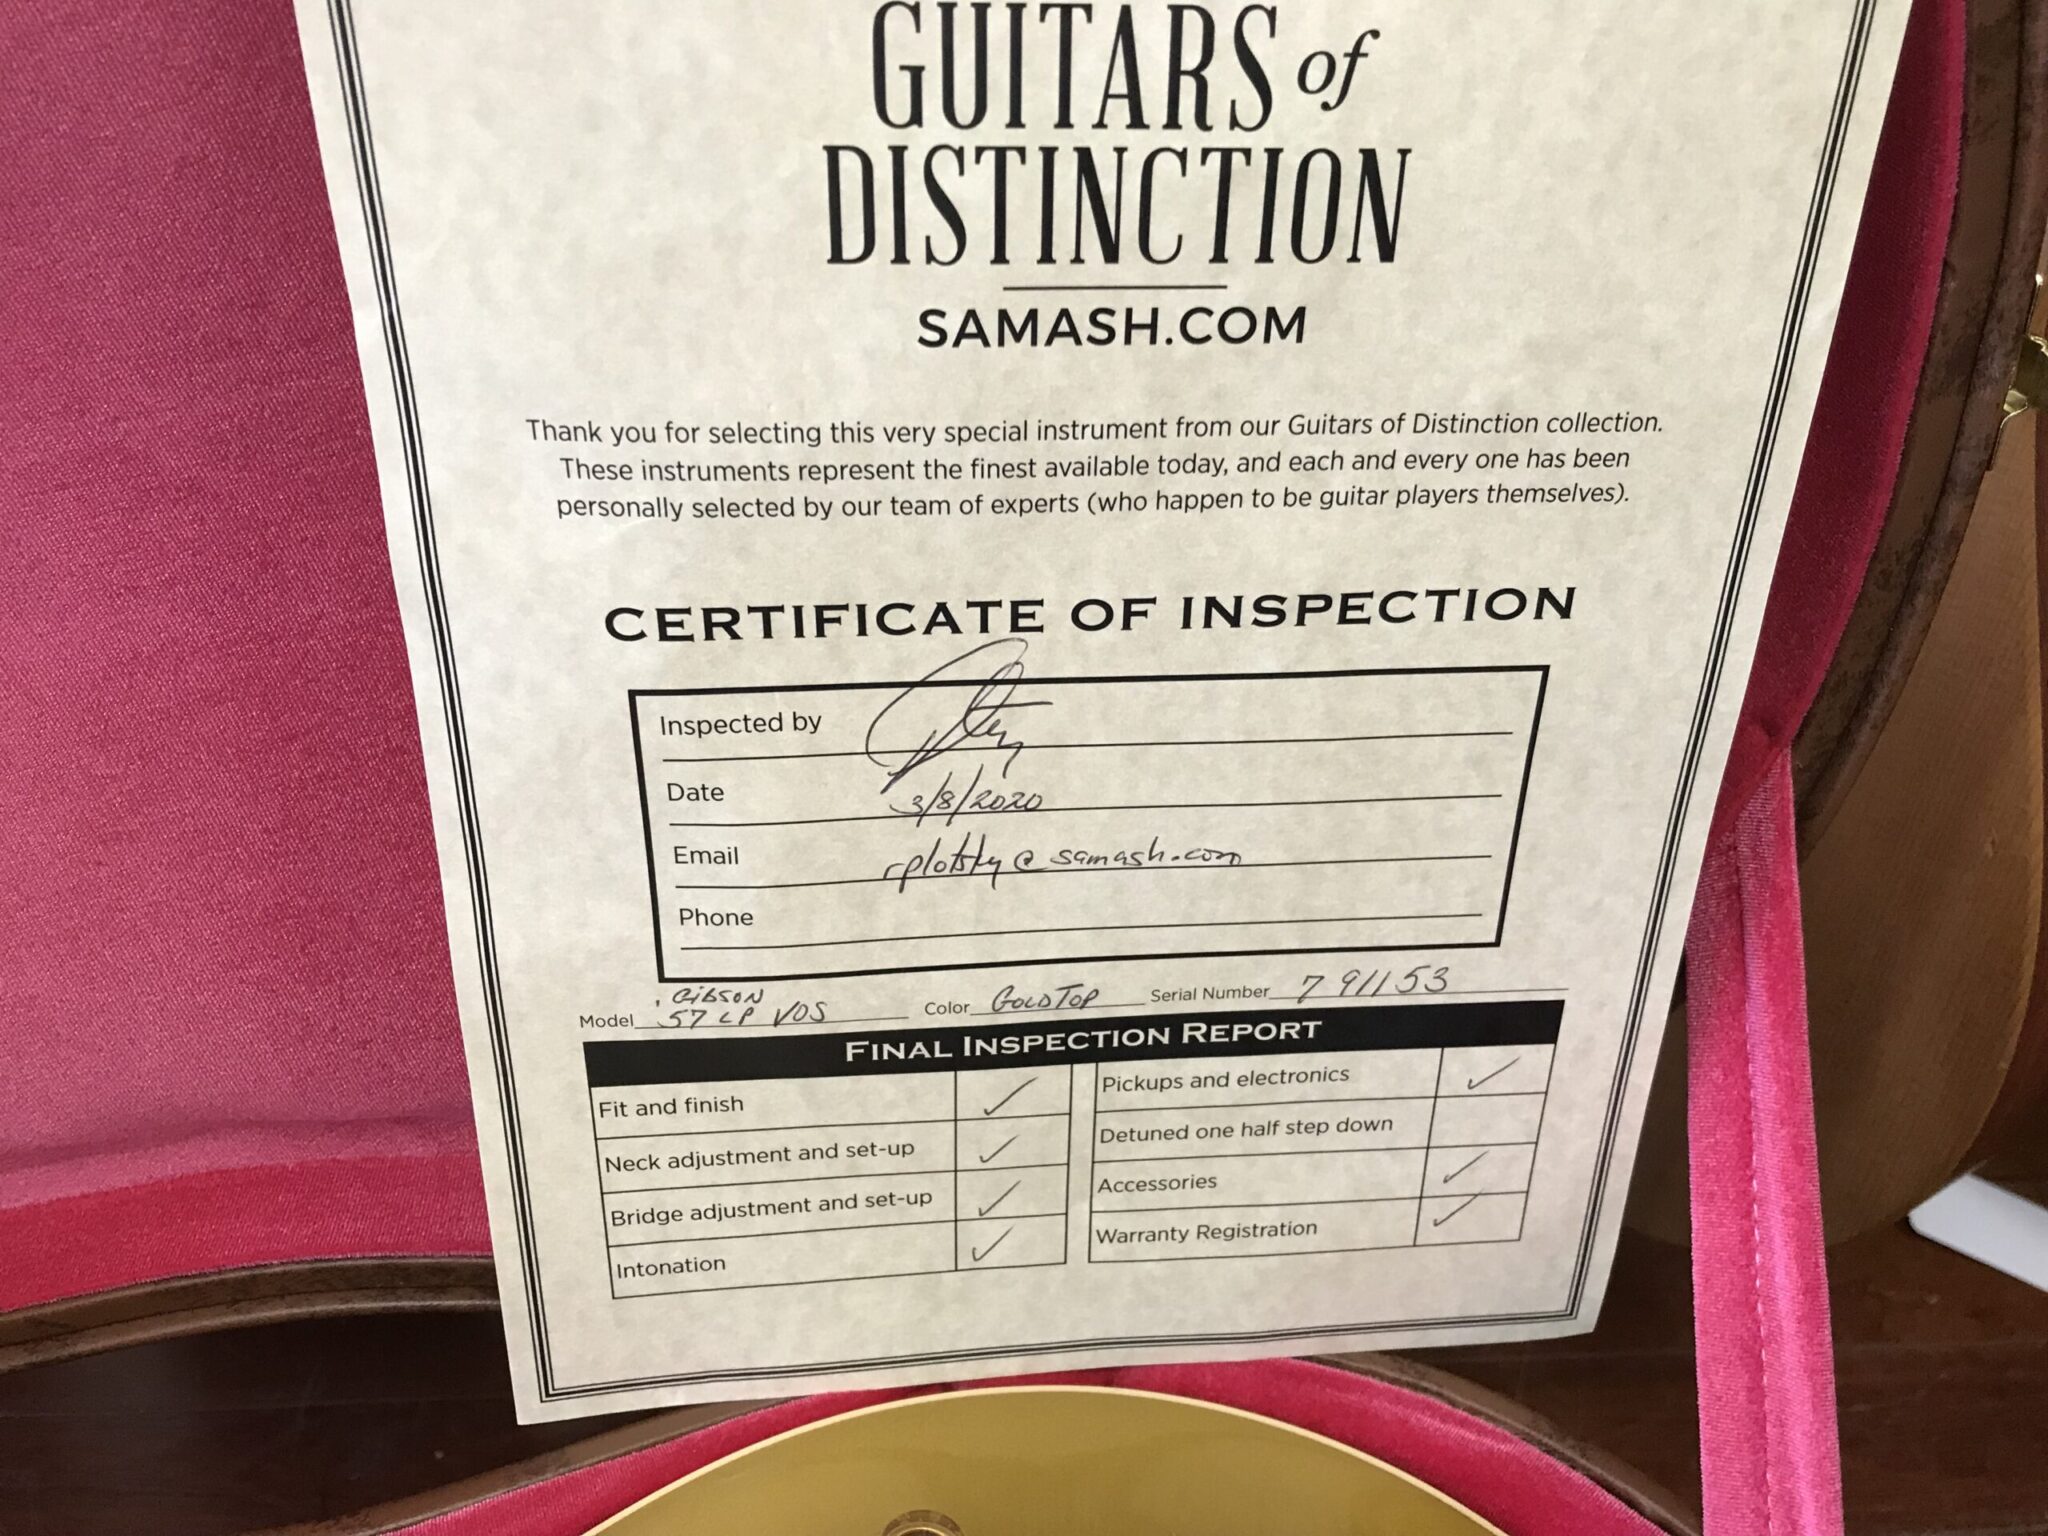 GUITARS of
DISTINCTION
SAMASH.COM
Thank you for selecting this very special instrument from our Guitars of Distinction collection.
These instruments represent the finest available today, and each and every one has been
personally selected by our team of experts (who happen to be guitar players themselves).
CERTIFICATE OF INSPECTION
Inspected by
Date 3/8/2020
Email rplotsky@samash.com
Phone
Model GIBSON 57 LP VOS Color GOLDTOP Serial Number 791153
FINAL INSPECTION REPORT
Fit and finish ✓
Neck adjustment and set-up ✓
Bridge adjustment and set-up ✓
Intonation ✓
Pickups and electronics ✓
Detuned one half step down
Accessories ✓
Warranty Registration ✓